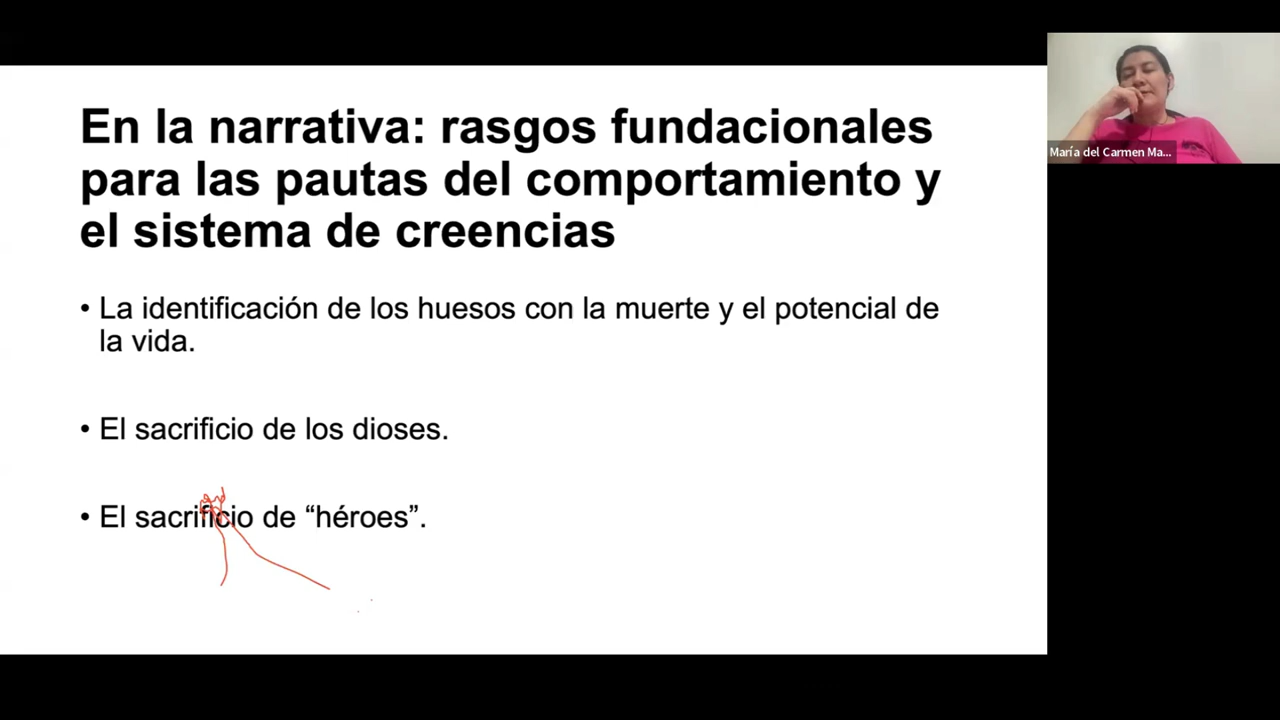 En la narrativa: rasgos fundacionales
para las pautas del comportamiento y
el sistema de creencias
• La identificación de los huesos con la muerte y el potencial de
la vida.
• El sacrificio de los dioses.
• El sacrificio de “héroes”.
María del Carmen Ma...